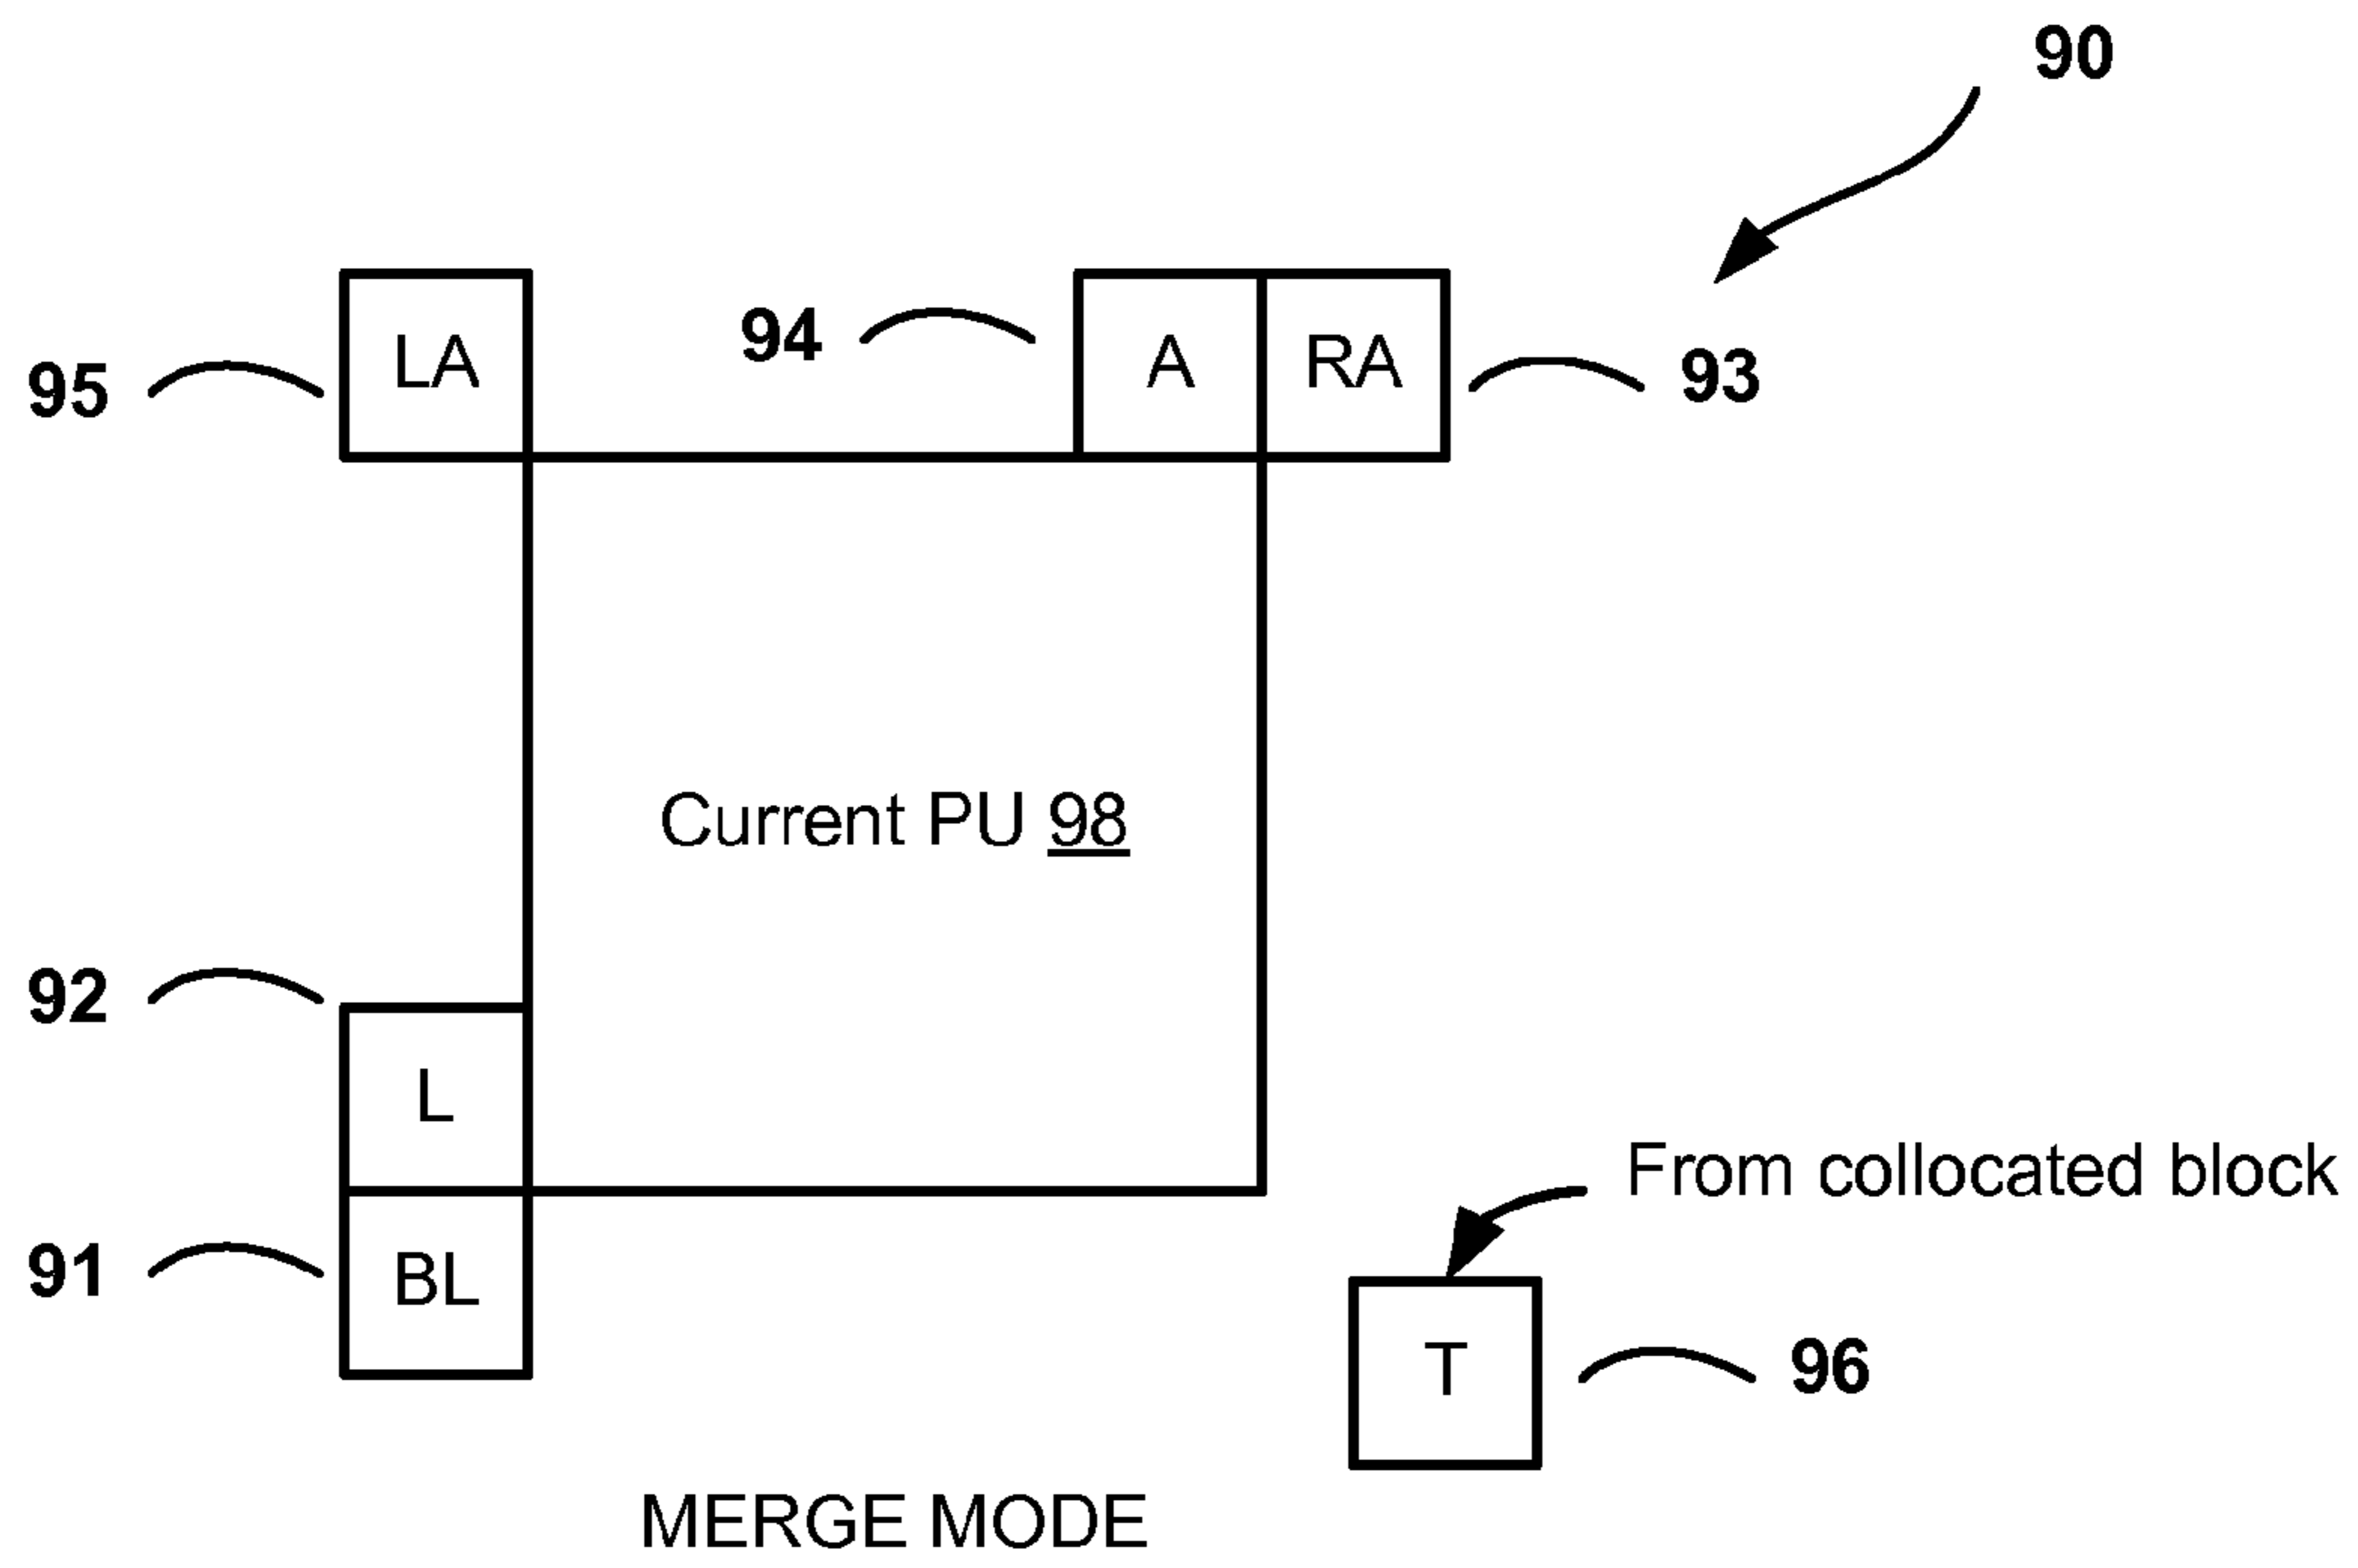 90
LA
94
A
RA
95
93
Current PU 98
92
L
From collocated block
91
BL
T
96
MERGE MODE